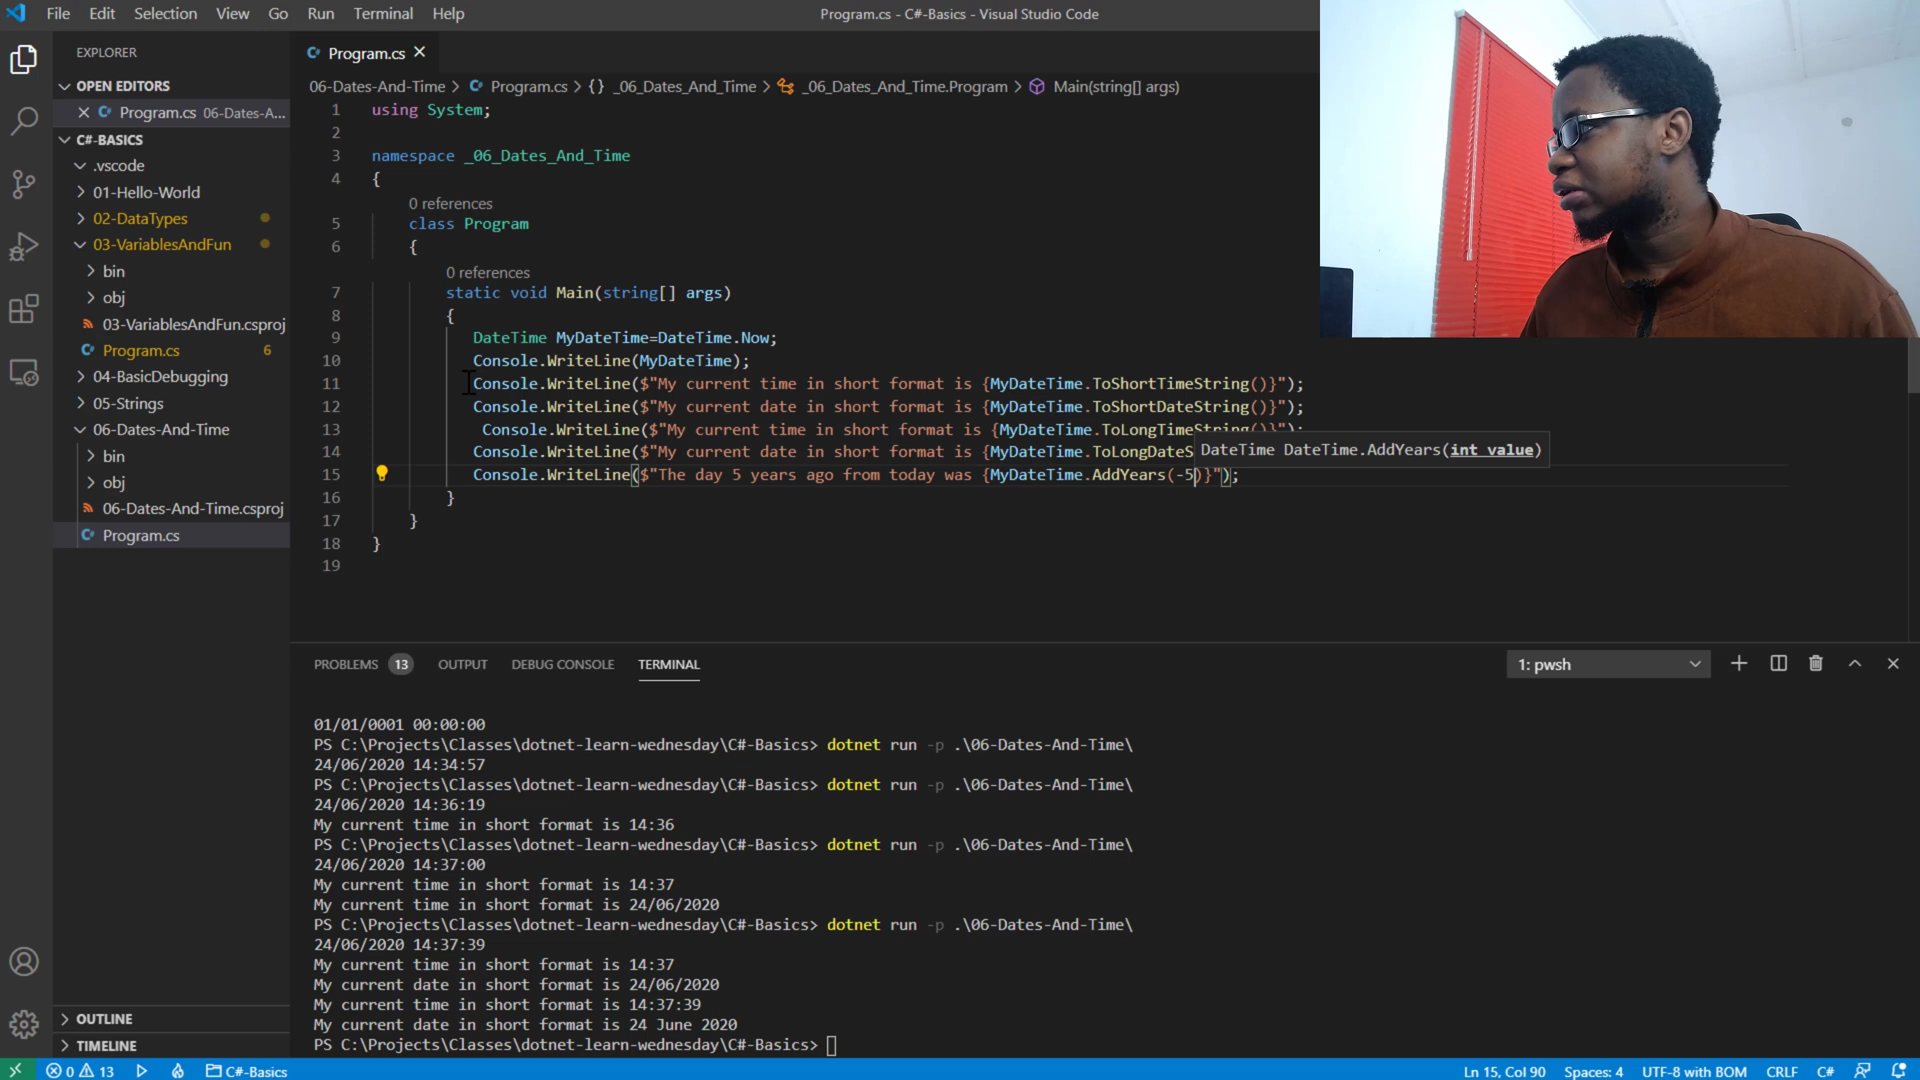 File Edit Selection View Go Run Terminal Help
Program.cs - C#-Basics - Visual Studio Code
EXPLORER
OPEN EDITORS
Program.cs 06-Dates-A...
C#-BASICS
.vscode
01-Hello-World
02-DataTypes
03-VariablesAndFun
bin
obj
03-VariablesAndFun.csproj
Program.cs 6
04-BasicDebugging
05-Strings
06-Dates-And-Time
bin
obj
06-Dates-And-Time.csproj
Program.cs
OUTLINE
TIMELINE
Program.cs
06-Dates-And-Time > Program.cs > {} _06_Dates_And_Time > _06_Dates_And_Time.Program > Main(string[] args)
1 using System;
2
3 namespace _06_Dates_And_Time
4 {
0 references
5 class Program
6 {
0 references
7 static void Main(string[] args)
8 {
9 DateTime MyDateTime=DateTime.Now;
10 Console.WriteLine(MyDateTime);
11 Console.WriteLine($"My current time in short format is {MyDateTime.ToShortTimeString()}");
12 Console.WriteLine($"My current date in short format is {MyDateTime.ToShortDateString()}");
13 Console.WriteLine($"My current time in short format is {MyDateTime.ToLongTimeString()}");
14 Console.WriteLine($"My current date in short format is {MyDateTime.ToLongDateS
DateTime DateTime.AddYears(int value)
15 Console.WriteLine($"The day 5 years ago from today was {MyDateTime.AddYears(-5)}");
16 }
17 }
18 }
19
PROBLEMS 13 OUTPUT DEBUG CONSOLE TERMINAL
1: pwsh
01/01/0001 00:00:00
PS C:\Projects\Classes\dotnet-learn-wednesday\C#-Basics> dotnet run -p .\06-Dates-And-Time\
24/06/2020 14:34:57
PS C:\Projects\Classes\dotnet-learn-wednesday\C#-Basics> dotnet run -p .\06-Dates-And-Time\
24/06/2020 14:36:19
My current time in short format is 14:36
PS C:\Projects\Classes\dotnet-learn-wednesday\C#-Basics> dotnet run -p .\06-Dates-And-Time\
24/06/2020 14:37:00
My current time in short format is 14:37
My current time in short format is 24/06/2020
PS C:\Projects\Classes\dotnet-learn-wednesday\C#-Basics> dotnet run -p .\06-Dates-And-Time\
24/06/2020 14:37:39
My current time in short format is 14:37
My current date in short format is 24/06/2020
My current time in short format is 14:37:39
My current date in short format is 24 June 2020
PS C:\Projects\Classes\dotnet-learn-wednesday\C#-Basics>
0 13 C#-Basics
Ln 15, Col 90 Spaces: 4 UTF-8 with BOM CRLF C#